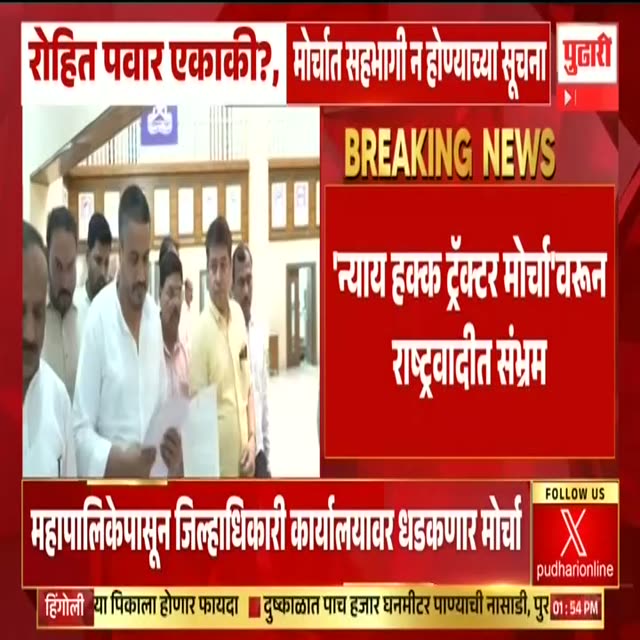 रोहित पवार एकाकी?,
मोर्चात सहभागी न होण्याच्या सूचना
पुढारी
BREAKING NEWS
'न्याय हक्क ट्रॅक्टर मोर्चा'वरून
राष्ट्रवादीत संभ्रम
महापालिकेपासून जिल्हाधिकारी कार्यालयावर धडकणार मोर्चा
FOLLOW US
X
pudharionline
हिंगोली
या पिकाला होणार फायदा
दुष्काळात पाच हजार घनमीटर पाण्याची नासाडी, पुर
01:54 PM